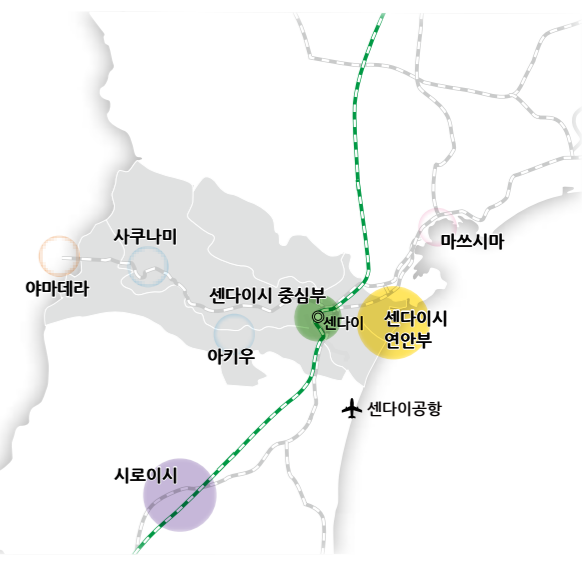 사쿠나미
마쓰시마
야마데라
센다이시 중심부
센다이
센다이시
연안부
아키우
센다이공항
시로이시